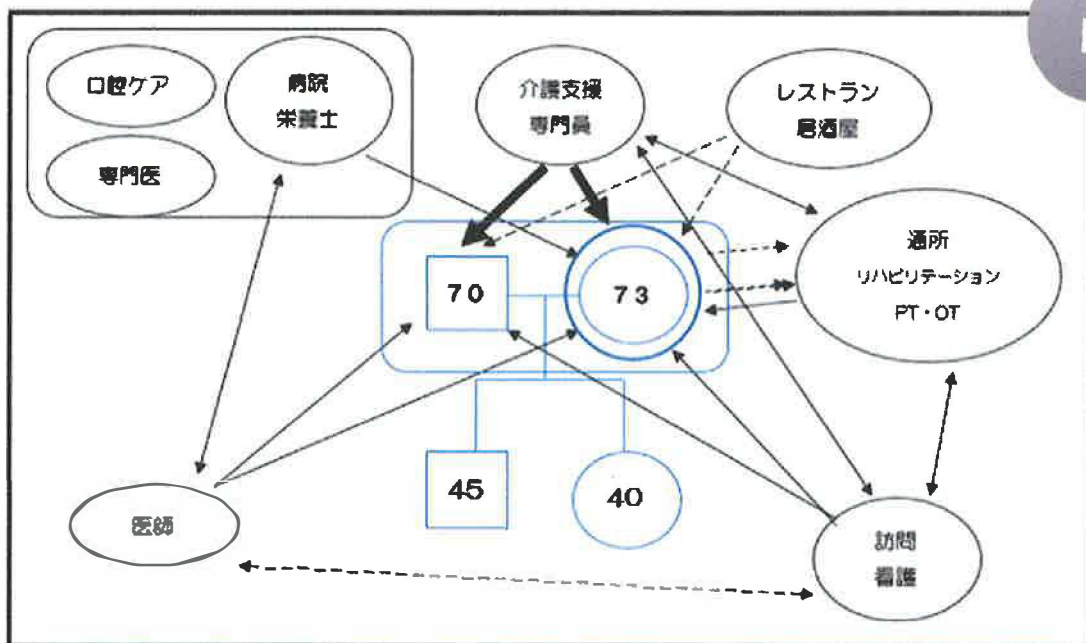 口腔ケア
病院
栄養士
専門医
介護支援
専門員
レストラン
居酒屋
通所
リハビリテーション
PT・OT
70
73
45
40
医師
訪問
看護